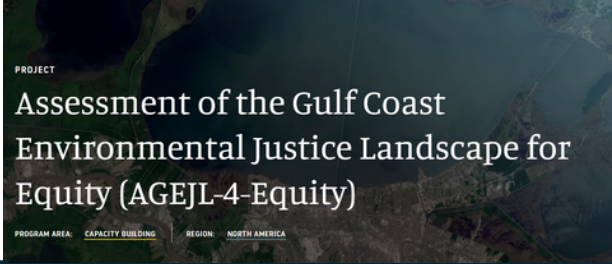 PROJECT
Assessment of the Gulf Coast
Environmental Justice Landscape for
Equity (AGEJL-4-Equity)
PROGRAM AREA: CAPACITY BUILDING REGION: NORTH AMERICA